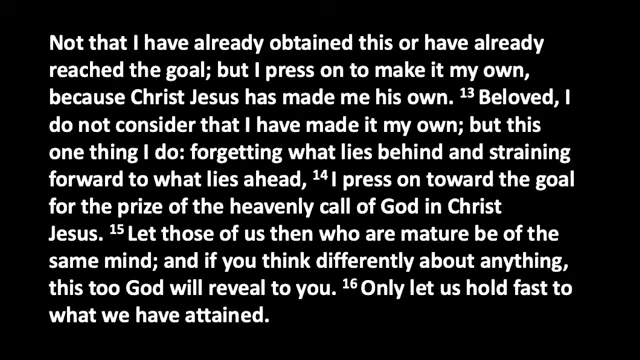 Not that I have already obtained this or have already
reached the goal; but I press on to make it my own,
because Christ Jesus has made me his own. ¹³ Beloved, I
do not consider that I have made it my own; but this
one thing I do: forgetting what lies behind and straining
forward to what lies ahead, ¹⁴ I press on toward the goal
for the prize of the heavenly call of God in Christ
Jesus. ¹⁵ Let those of us then who are mature be of the
same mind; and if you think differently about anything,
this too God will reveal to you. ¹⁶ Only let us hold fast to
what we have attained.